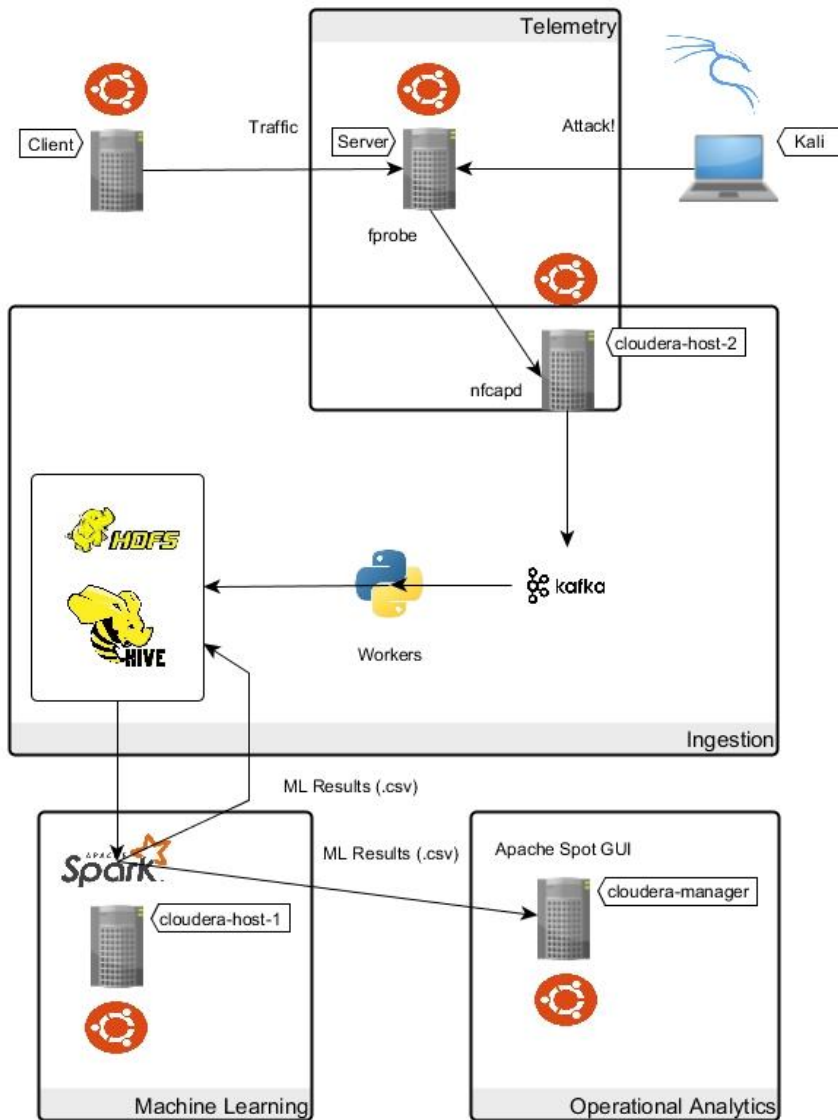 Telemetry
Client
Traffic
Server
Attack!
Kali
fprobe
cloudera-host-2
nfcapd
HDFS
HIVE
Workers
kafka
Ingestion
ML Results (.csv)
APACHE
Spark
ML Results (.csv)
Apache Spot GUI
cloudera-host-1
cloudera-manager
Machine Learning
Operational Analytics